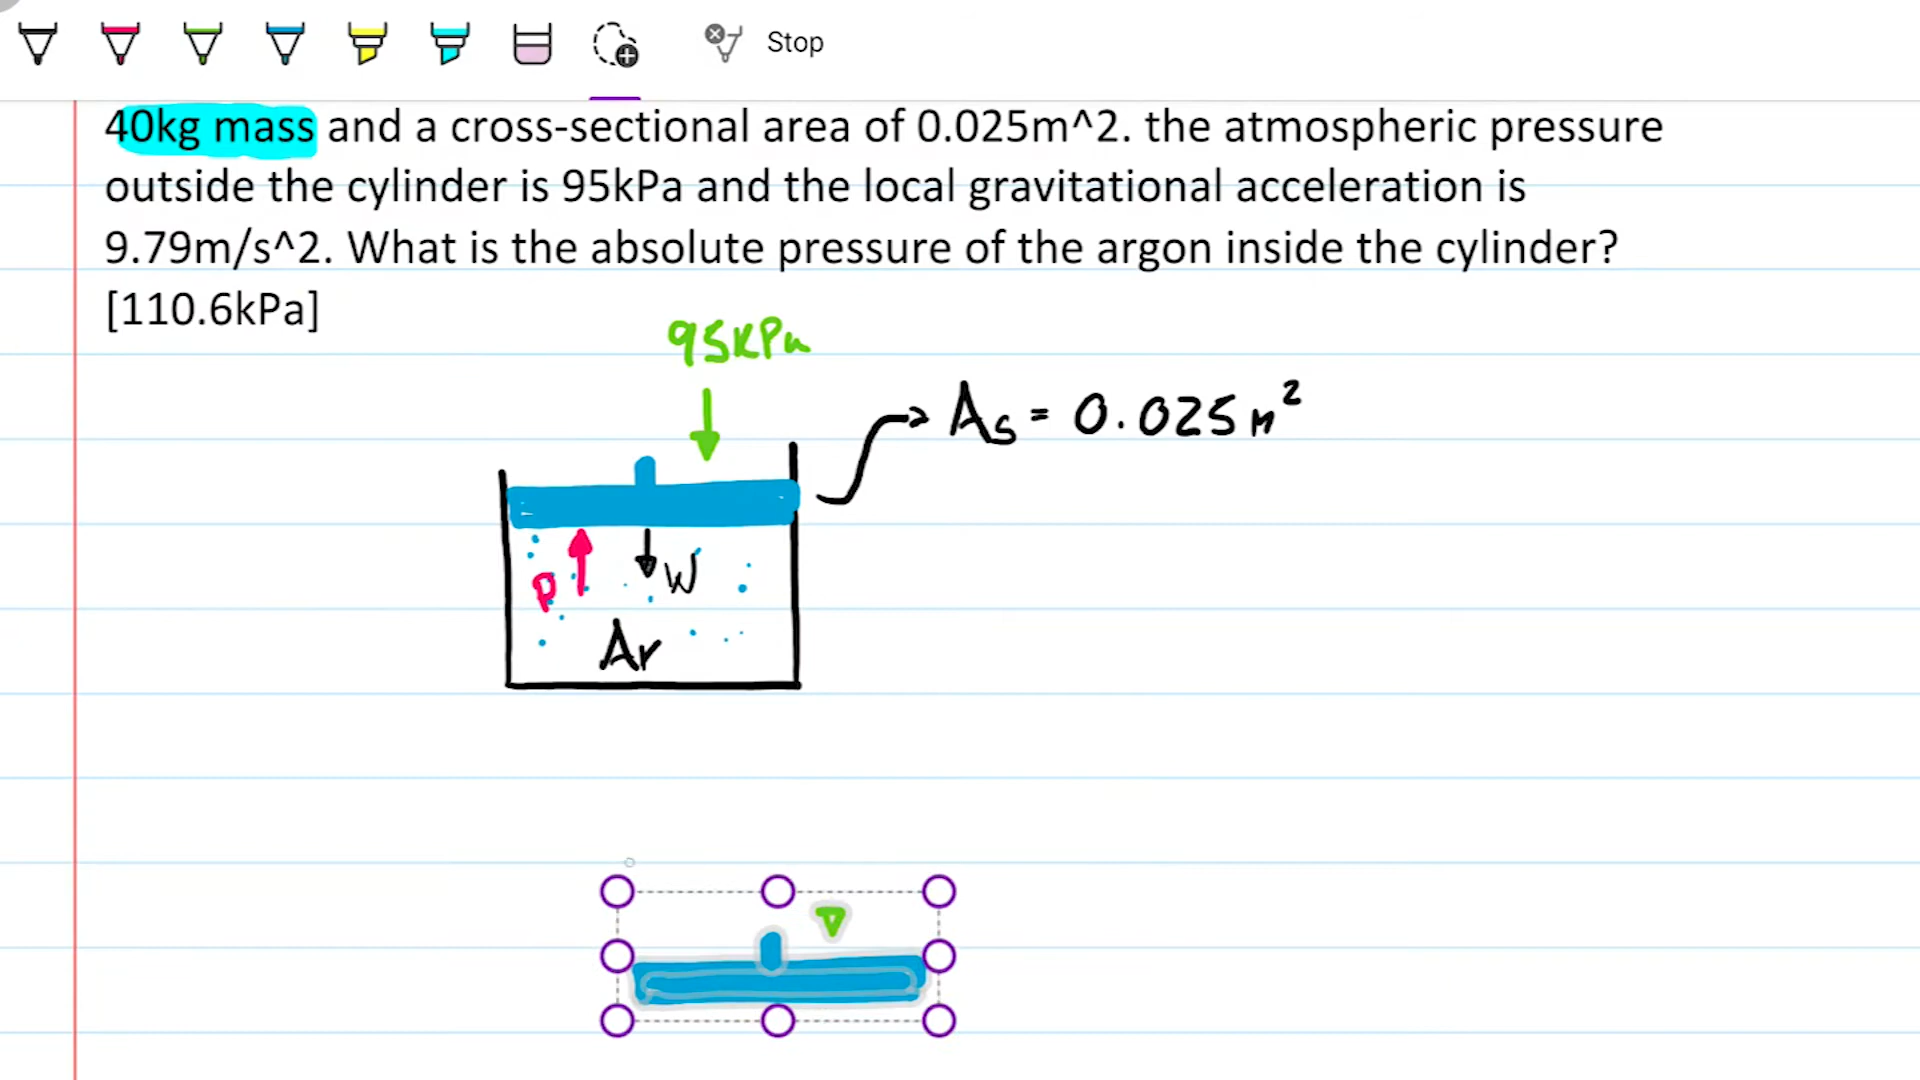 Stop
40kg mass and a cross-sectional area of 0.025m^2. the atmospheric pressure
outside the cylinder is 95kPa and the local gravitational acceleration is
9.79m/s^2. What is the absolute pressure of the argon inside the cylinder?
[110.6kPa]
95kPa
As = 0.025m²
P
W
Ar